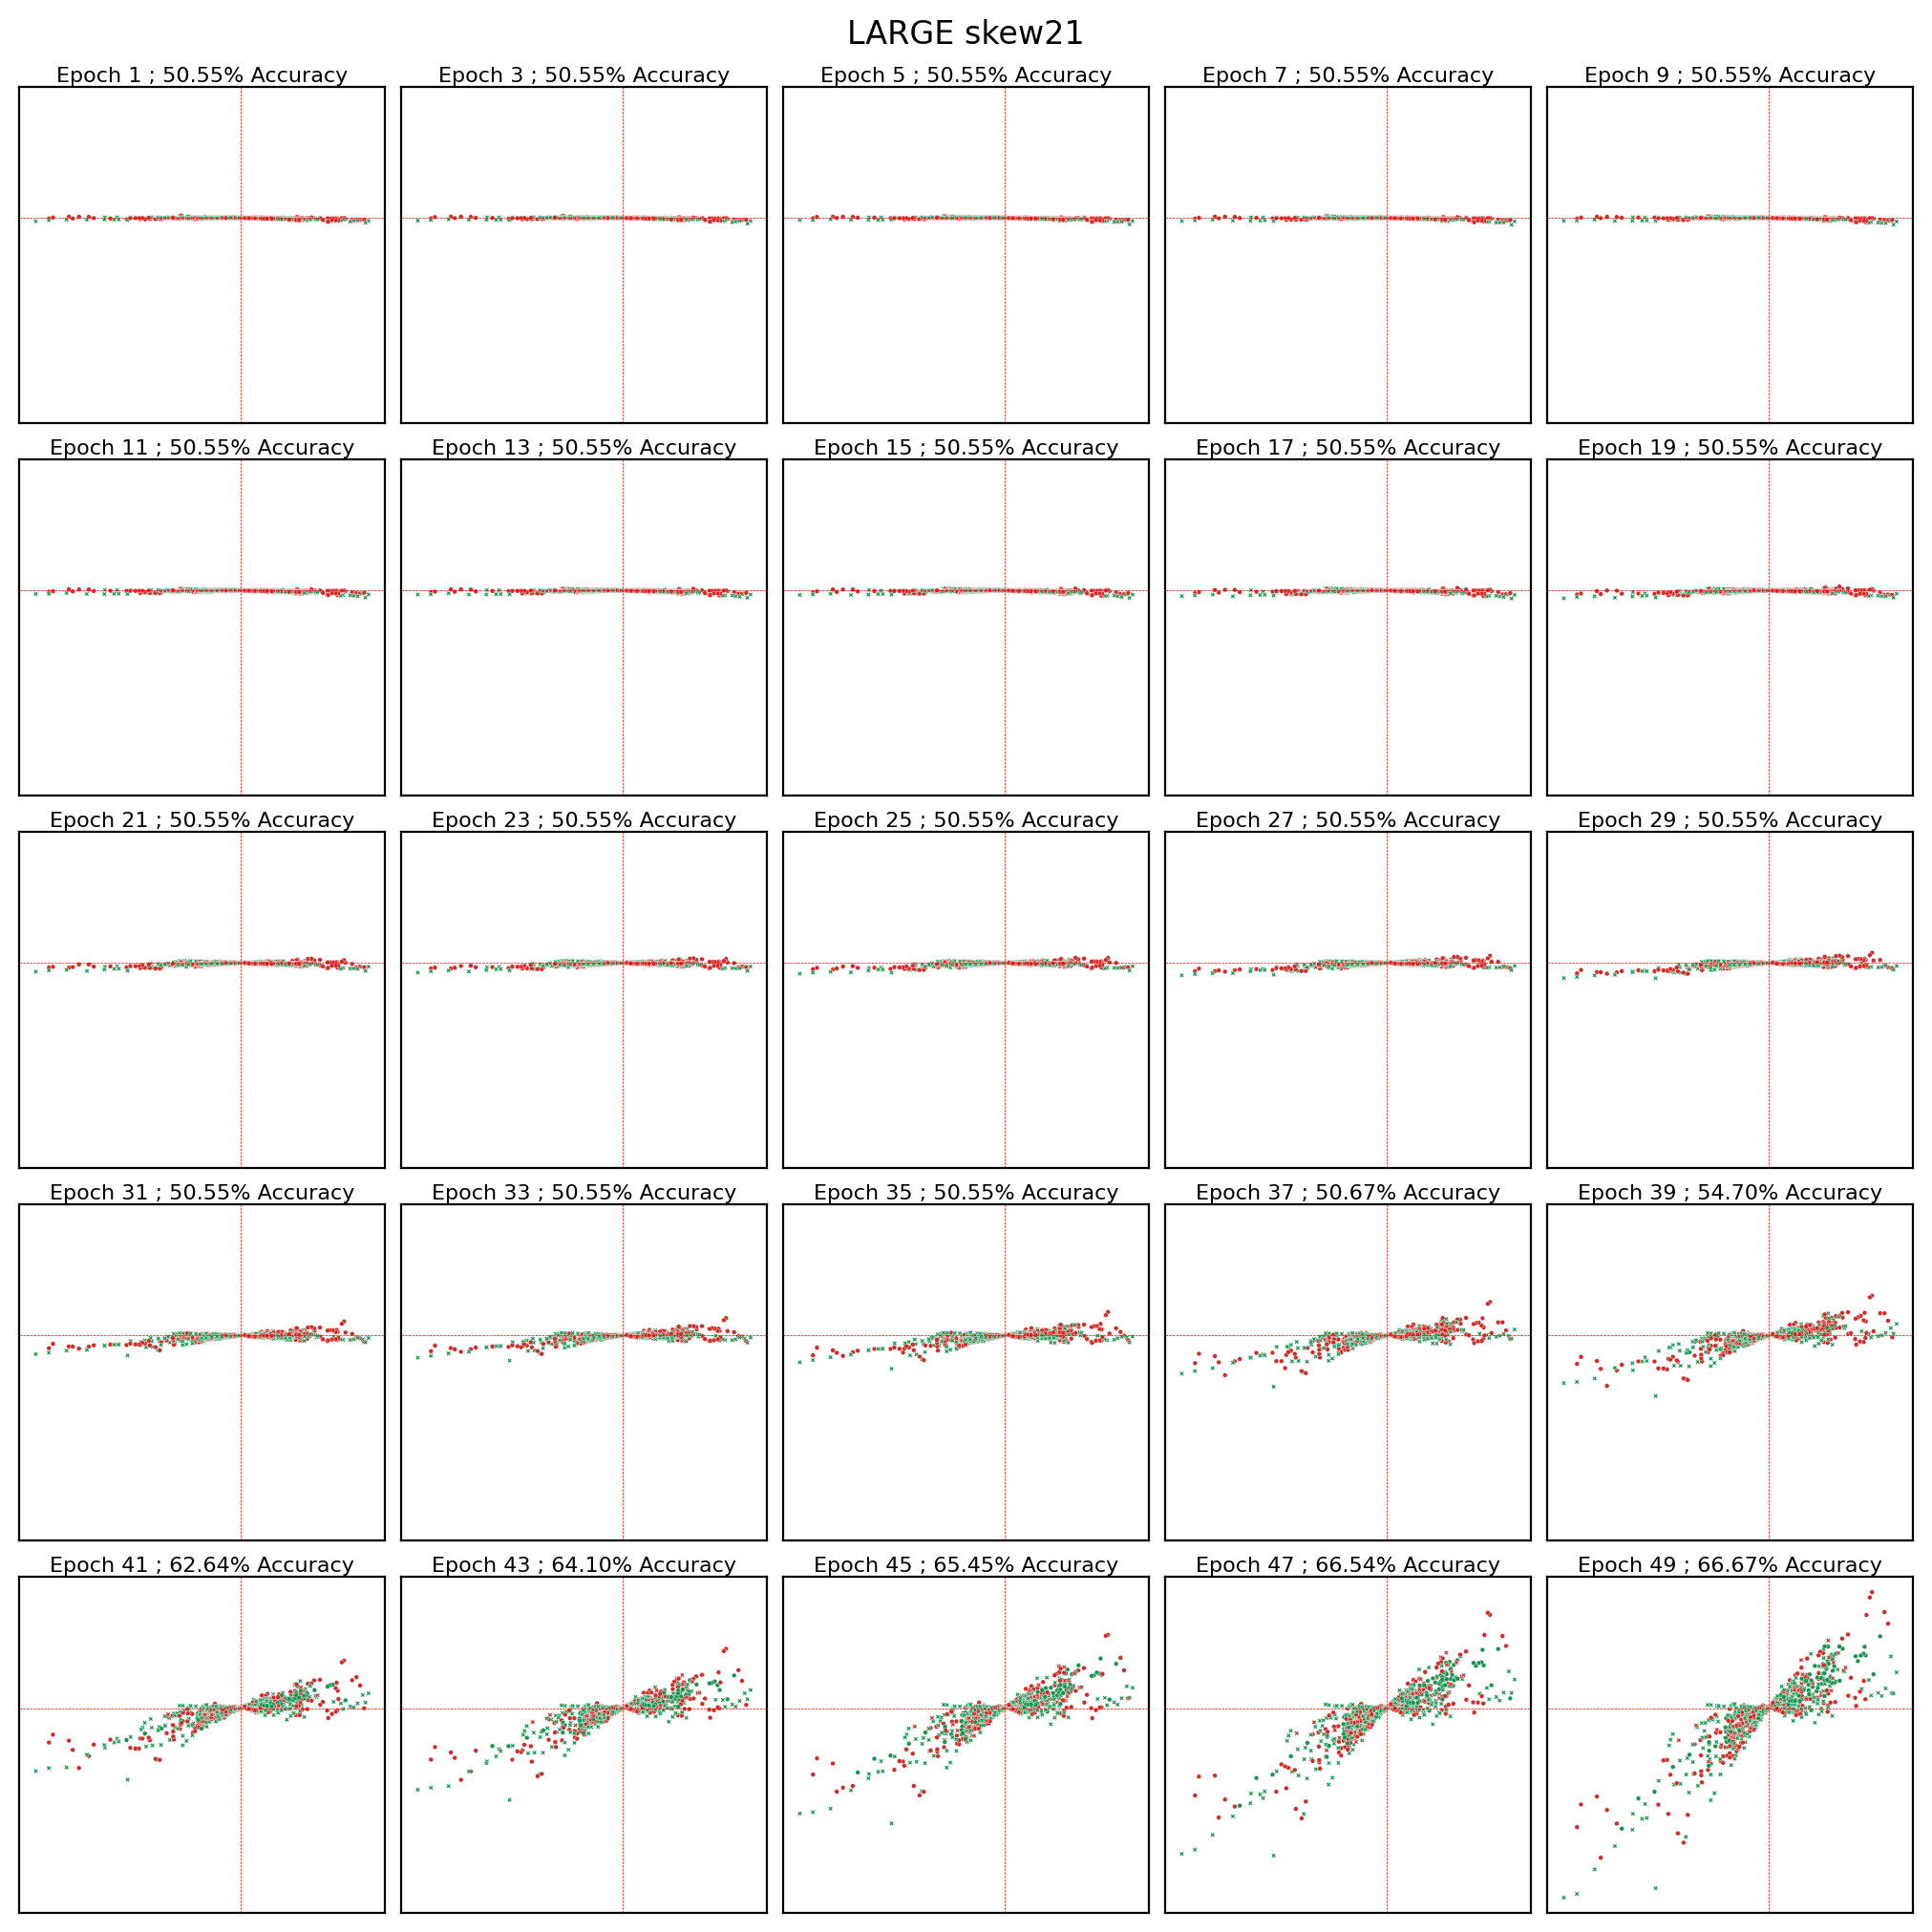 LARGE skew21
Epoch 1 ; 50.55% Accuracy
Epoch 3 ; 50.55% Accuracy
Epoch 5 ; 50.55% Accuracy
Epoch 7 ; 50.55% Accuracy
Epoch 9 ; 50.55% Accuracy
Epoch 11 ; 50.55% Accuracy
Epoch 13 ; 50.55% Accuracy
Epoch 15 ; 50.55% Accuracy
Epoch 17 ; 50.55% Accuracy
Epoch 19 ; 50.55% Accuracy
Epoch 21 ; 50.55% Accuracy
Epoch 23 ; 50.55% Accuracy
Epoch 25 ; 50.55% Accuracy
Epoch 27 ; 50.55% Accuracy
Epoch 29 ; 50.55% Accuracy
Epoch 31 ; 50.55% Accuracy
Epoch 33 ; 50.55% Accuracy
Epoch 35 ; 50.55% Accuracy
Epoch 37 ; 50.67% Accuracy
Epoch 39 ; 54.70% Accuracy
Epoch 41 ; 62.64% Accuracy
Epoch 43 ; 64.10% Accuracy
Epoch 45 ; 65.45% Accuracy
Epoch 47 ; 66.54% Accuracy
Epoch 49 ; 66.67% Accuracy